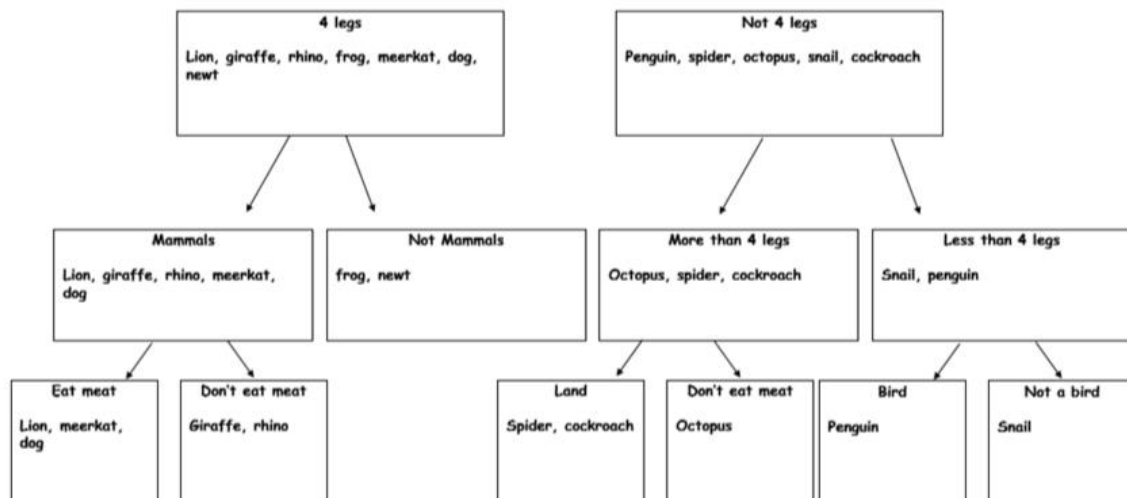 4 legs
Lion, giraffe, rhino, frog, meerkat, dog,
newt
Not 4 legs
Penguin, spider, octopus, snail, cockroach
Mammals
Lion, giraffe, rhino, meerkat,
dog
Not Mammals
frog, newt
More than 4 legs
Octopus, spider, cockroach
Less than 4 legs
Snail, penguin
Eat meat
Lion, meerkat,
dog
Don't eat meat
Giraffe, rhino
Land
Spider, cockroach
Don't eat meat
Octopus
Bird
Penguin
Not a bird
Snail